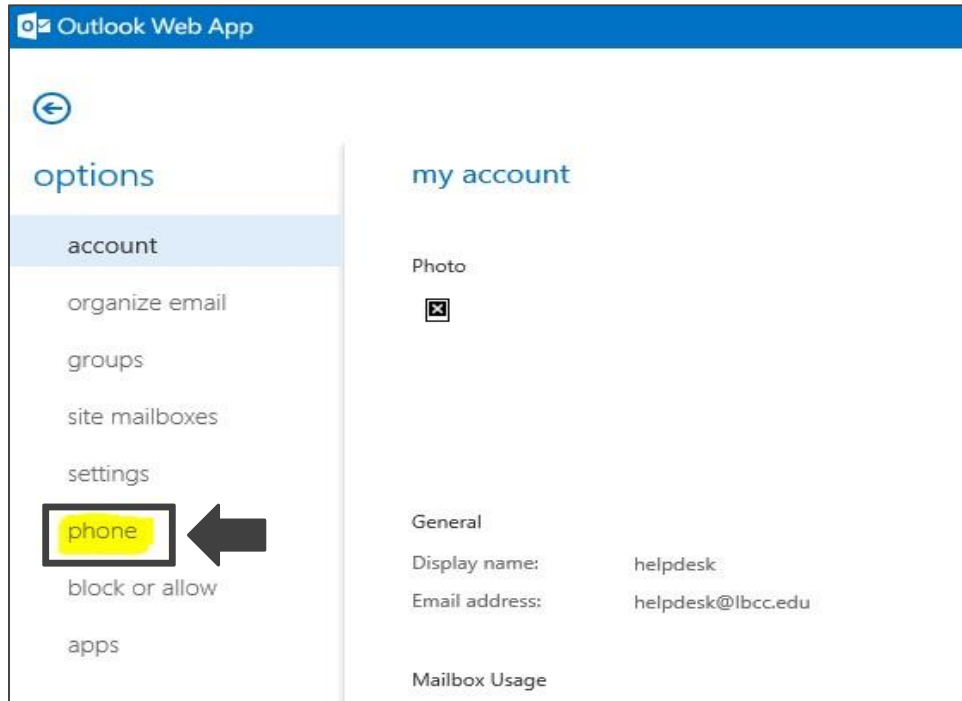 Outlook Web App
options
account
organize email
groups
site mailboxes
settings
phone
block or allow
apps
my account
Photo
General
Display name: helpdesk
Email address: helpdesk@lbcc.edu
Mailbox Usage